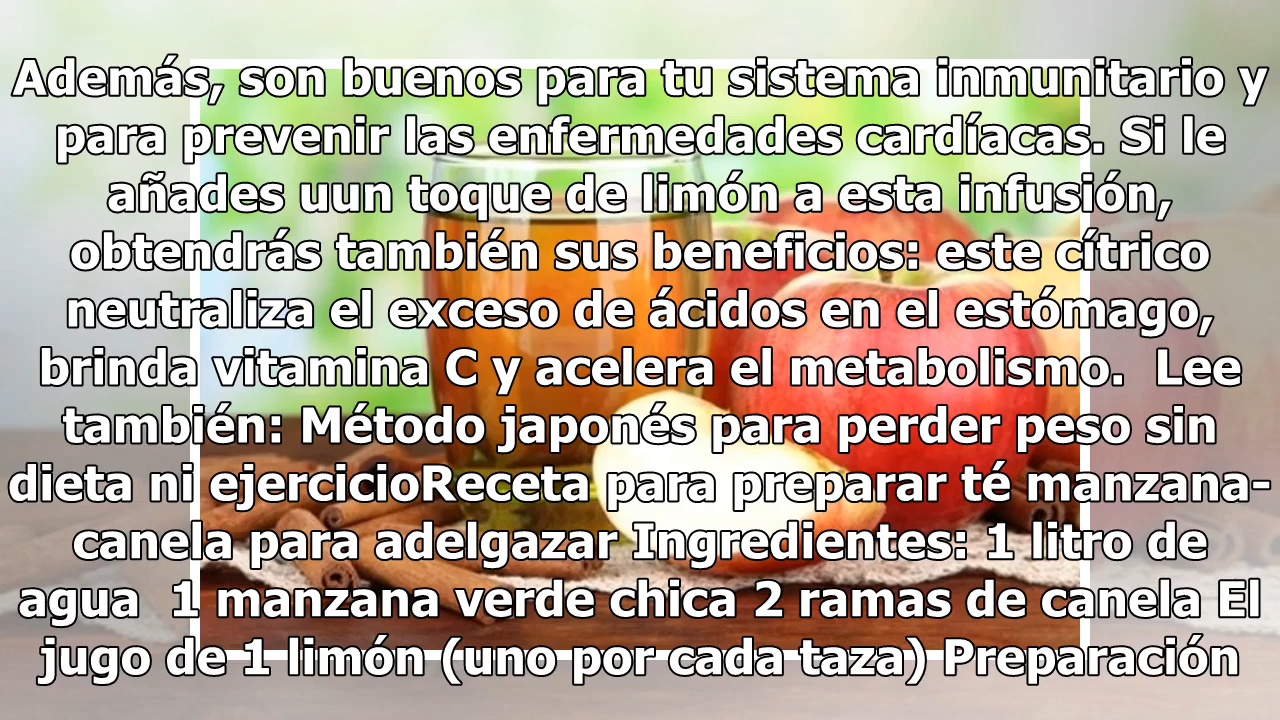 Además, son buenos para tu sistema inmunitario y
para prevenir las enfermedades cardíacas. Si le
añades uun toque de limón a esta infusión,
obtendrás también sus beneficios: este cítrico
neutraliza el exceso de ácidos en el estómago,
brinda vitamina C y acelera el metabolismo.  Lee
también: Método japonés para perder peso sin
dieta ni ejercicioReceta para preparar té manzana-
canela para adelgazar Ingredientes: 1 litro de
agua  1 manzana verde chica 2 ramas de canela El
jugo de 1 limón (uno por cada taza) Preparación